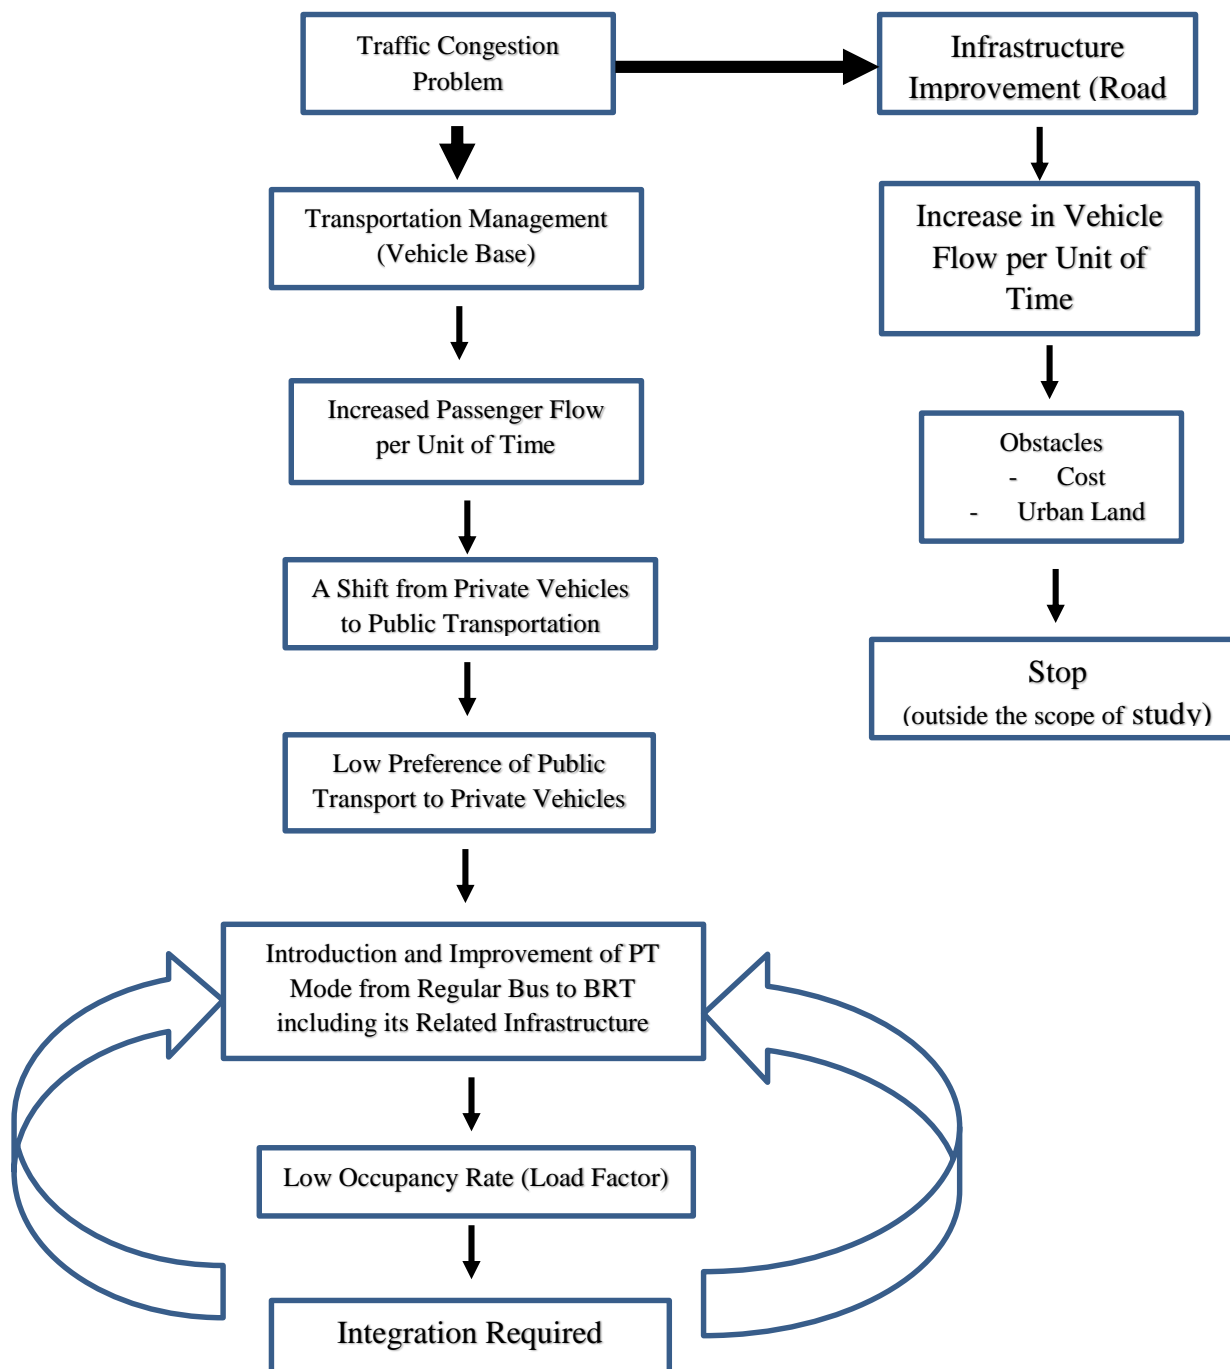 Traffic Congestion
Problem
Infrastructure
Improvement (Road
Transportation Management
(Vehicle Base)
Increase in Vehicle
Flow per Unit of
Time
Increased Passenger Flow
per Unit of Time
Obstacles
- Cost
- Urban Land
A Shift from Private Vehicles
to Public Transportation
Stop
(outside the scope of study)
Low Preference of Public
Transport to Private Vehicles
Introduction and Improvement of PT
Mode from Regular Bus to BRT
including its Related Infrastructure
Low Occupancy Rate (Load Factor)
Integration Required